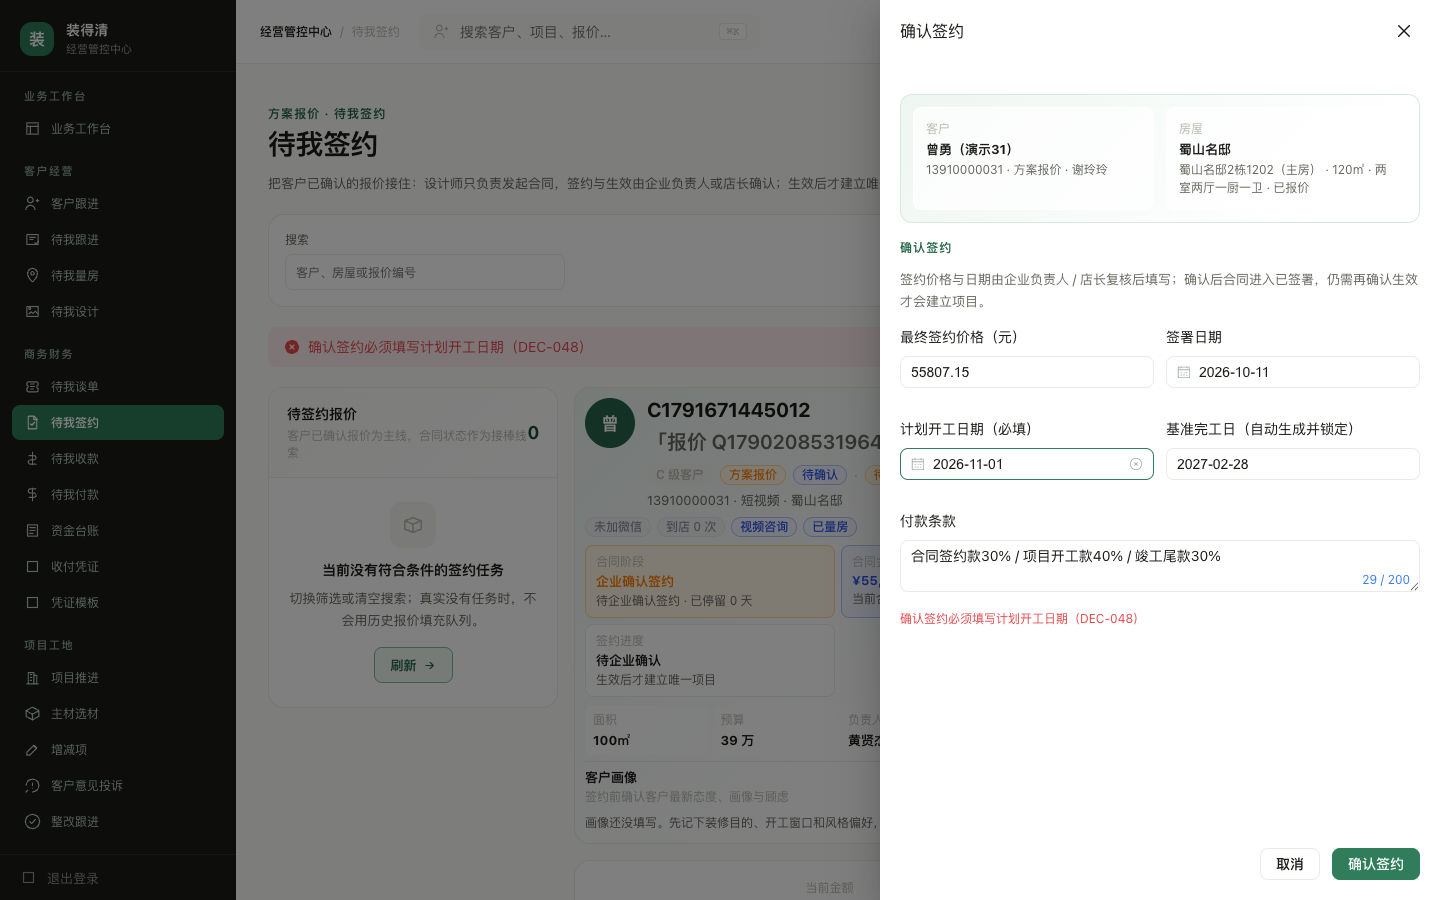 装
装得清
经营管控中心
业务工作台
业务工作台
客户经营
客户跟进
待我跟进
待我量房
待我设计
商务财务
待我谈单
待我签约
待我收款
待我付款
资金台账
收付凭证
凭证模板
项目工地
项目推进
主材选材
增减项
客户意见投诉
整改跟进
退出登录
经营管控中心 / 待我签约
搜索客户、项目、报价...
⌘K
方案报价 · 待我签约
待我签约
把客户已确认的报价接住：设计师只负责发起合同，签约与生效由企业负责人或店长确认；生效后才建立唯
搜索
客户、房屋或报价编号
确认签约必须填写计划开工日期（DEC-048）
待签约报价
客户已确认报价为主线，合同状态作为接棒线索
0
当前没有符合条件的签约任务
切换筛选或清空搜索；真实没有任务时，不
会用历史报价填充队列。
刷新 →
曾
C1791671445012
「报价 Q1790208531964
C 级客户
方案报价
待确认
·
13910000031 · 短视频 · 蜀山名邸
未加微信
到店 0 次
视频咨询
已量房
合同阶段
企业确认签约
待企业确认签约 · 已停留 0 天
¥55,
签约进度
待企业确认
生效后才建立唯一项目
面积
100㎡
预算
39 万
负责人
黄贤杰
客户画像
签约前确认客户最新态度、画像与顾虑
画像还没填写。先记下装修目的、开工窗口和风格偏好，
当前金额
确认签约
客户
曾勇（演示31）
13910000031 · 方案报价 · 谢玲玲
房屋
蜀山名邸
蜀山名邸2栋1202（主房） · 120㎡ · 两
室两厅一厨一卫 · 已报价
确认签约
签约价格与日期由企业负责人 / 店长复核后填写；确认后合同进入已签署，仍需再确认生效
才会建立项目。
最终签约价格（元）
55807.15
签署日期
2026-10-11
计划开工日期（必填）
2026-11-01
基准完工日（自动生成并锁定）
2027-02-28
付款条款
合同签约款30% / 项目开工款40% / 竣工尾款30%
29 / 200
确认签约必须填写计划开工日期（DEC-048）
取消
确认签约